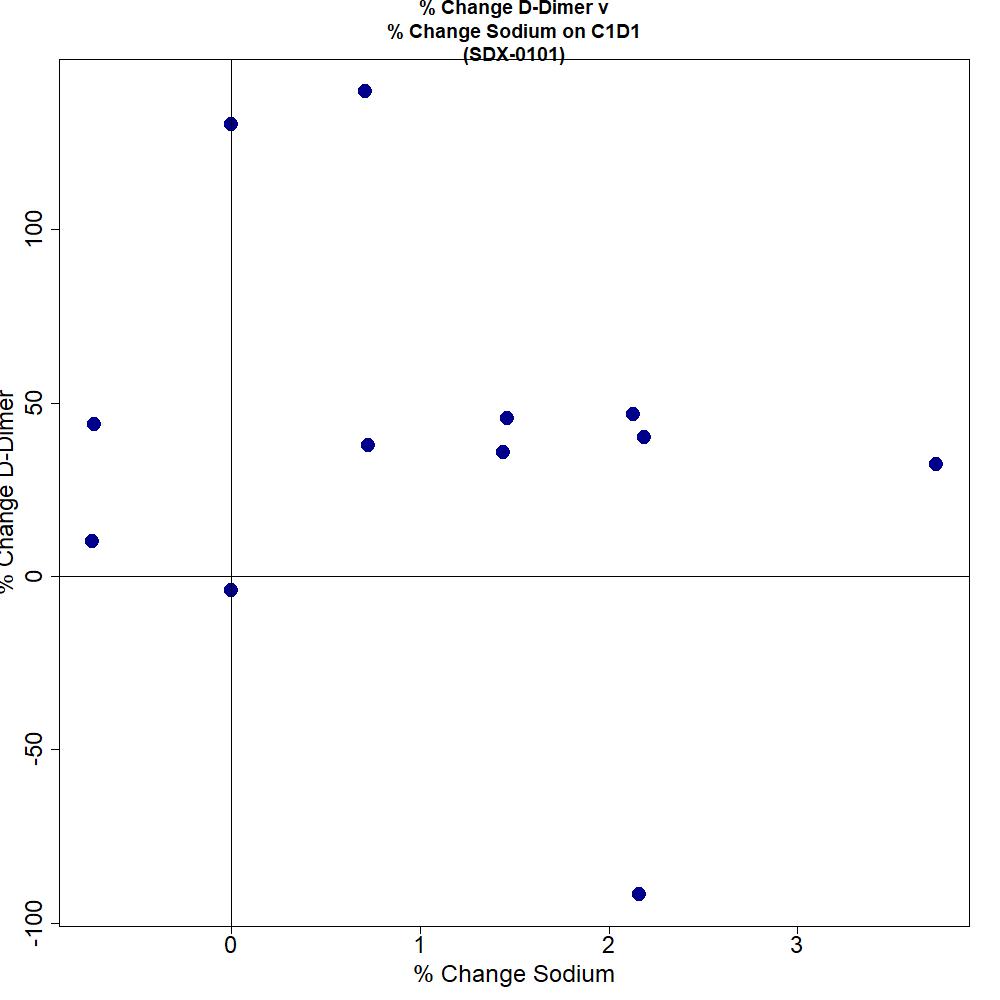 % Change D-Dimer v
% Change Sodium on C1D1
(SDX-0101)
% Change D-Dimer
100
50
0
-50
-100
0 1 2 3
% Change Sodium